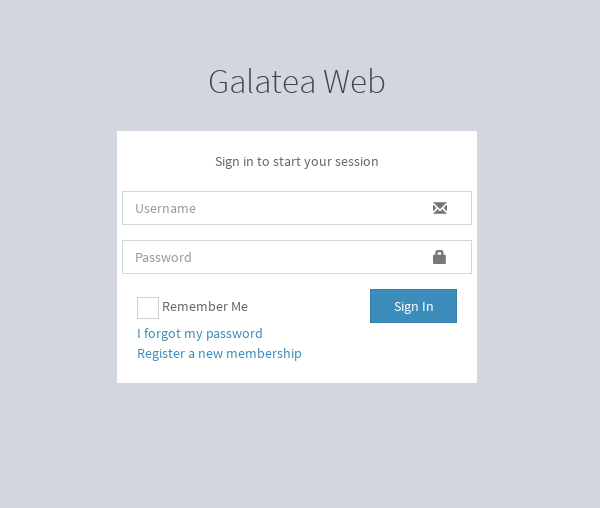 Galatea Web
Sign in to start your session
Username
Password
Remember Me
Sign In
I forgot my password
Register a new membership